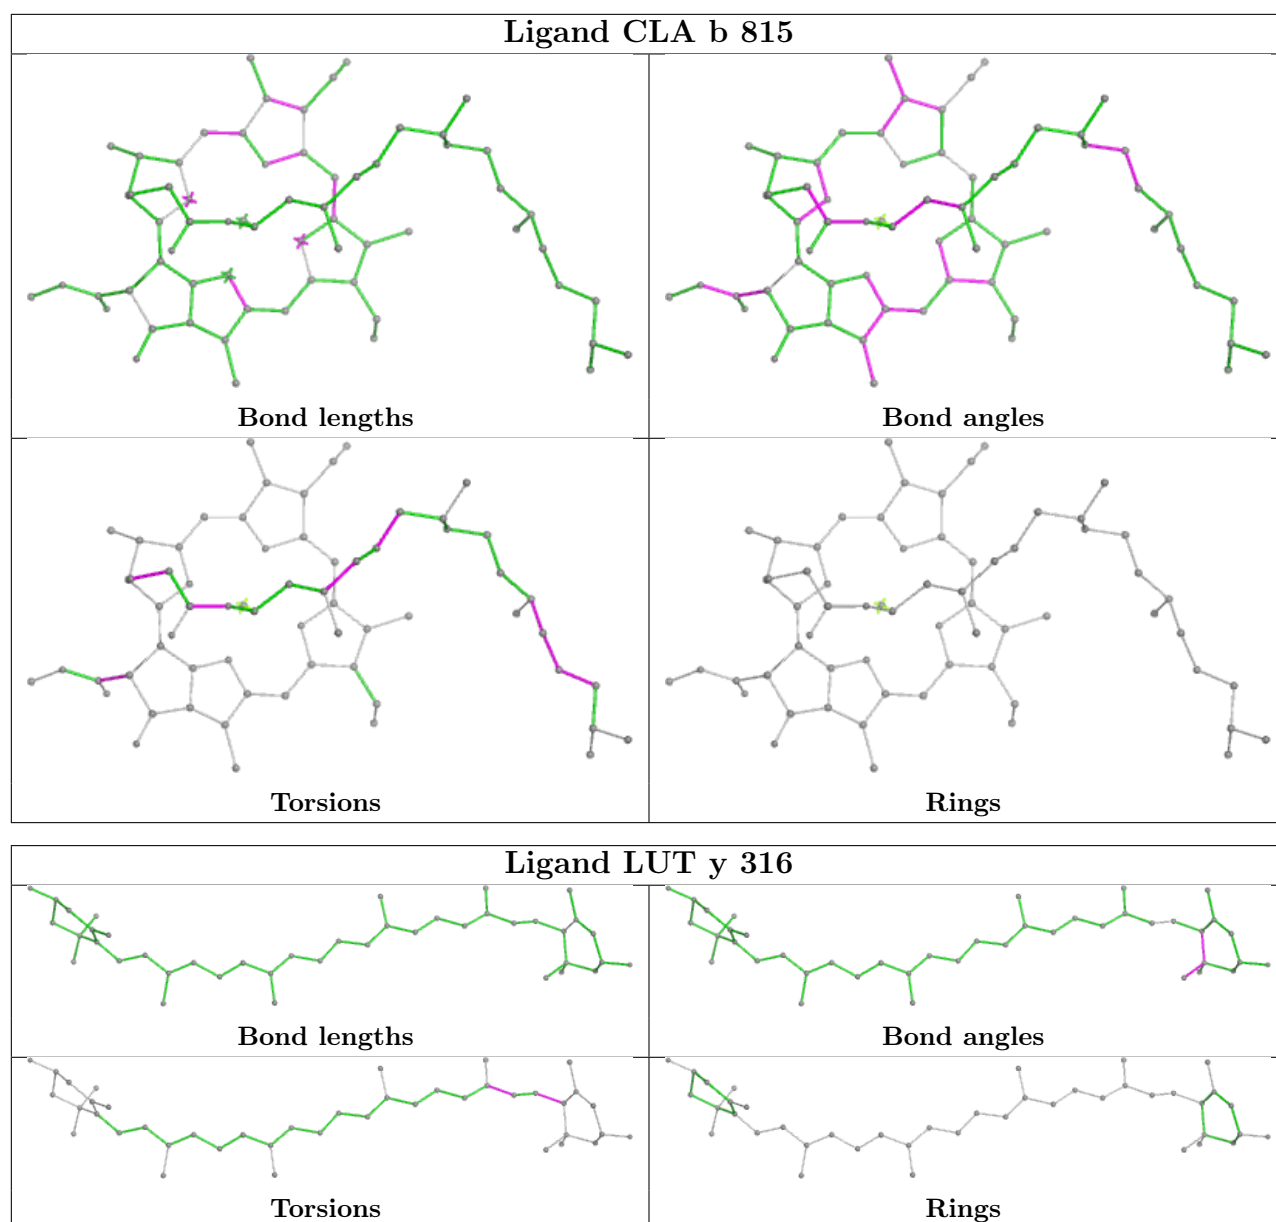 Ligand CLA b 815
Bond lengths
Bond angles
Torsions
Rings
Ligand LUT y 316
Bond lengths
Bond angles
Torsions
Rings